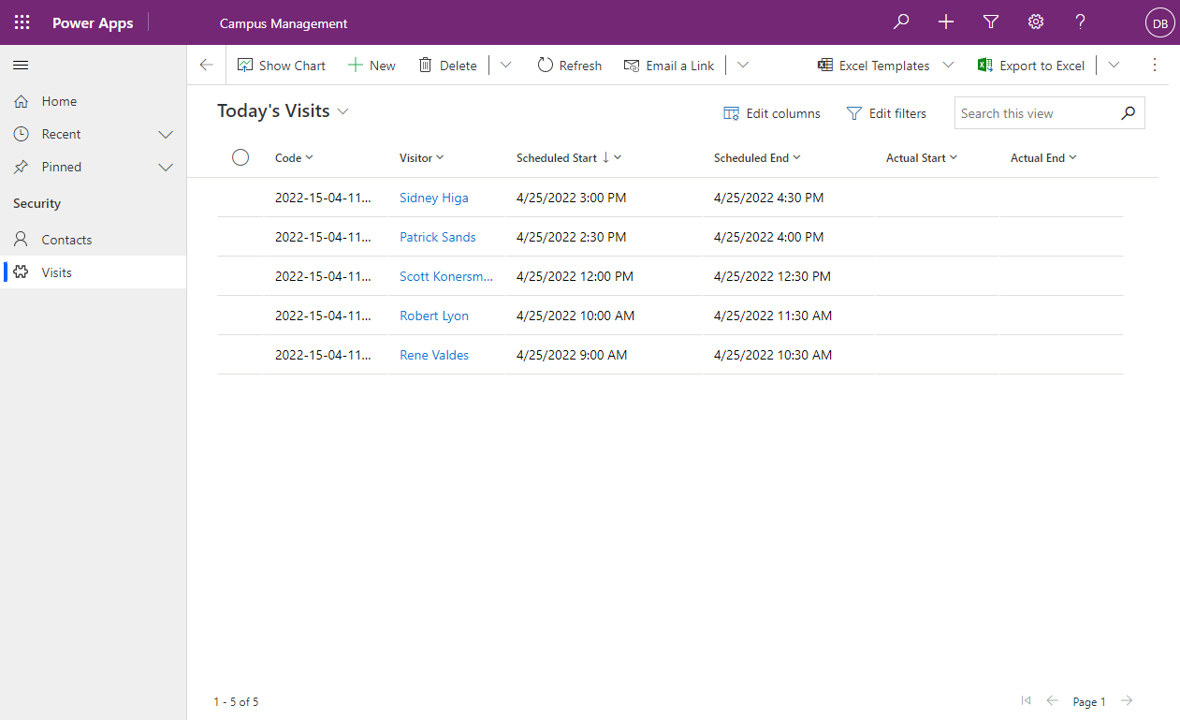 Power Apps Campus Management ? DB
Show Chart New Delete Refresh Email a Link Excel Templates Export to Excel
Home
Recent
Pinned
Security
Contacts
Visits
Today's Visits Edit columns Edit filters Search this view
Code Visitor Scheduled Start Scheduled End Actual Start Actual End
2022-15-04-11... Sidney Higa 4/25/2022 3:00 PM 4/25/2022 4:30 PM
2022-15-04-11... Patrick Sands 4/25/2022 2:30 PM 4/25/2022 4:00 PM
2022-15-04-11... Scott Konersm... 4/25/2022 12:00 PM 4/25/2022 12:30 PM
2022-15-04-11... Robert Lyon 4/25/2022 10:00 AM 4/25/2022 11:30 AM
2022-15-04-11... Rene Valdes 4/25/2022 9:00 AM 4/25/2022 10:30 AM
1 - 5 of 5 Page 1